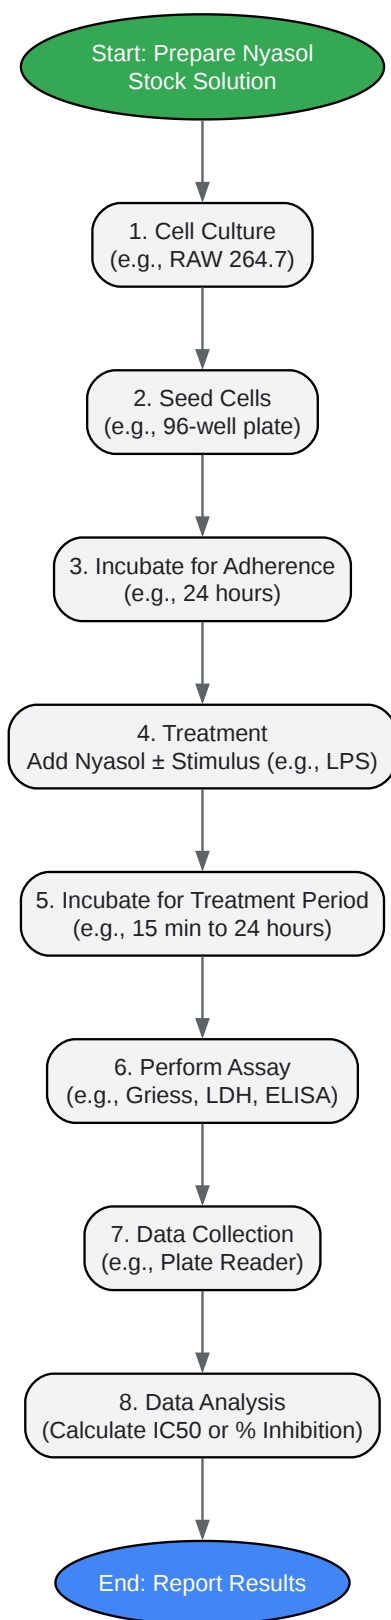 Start: Prepare Nyasol
Stock Solution
1. Cell Culture
(e.g., RAW 264.7)
2. Seed Cells
(e.g., 96-well plate)
3. Incubate for Adherence
(e.g., 24 hours)
4. Treatment
Add Nyasol ± Stimulus (e.g., LPS)
5. Incubate for Treatment Period
(e.g., 15 min to 24 hours)
6. Perform Assay
(e.g., Griess, LDH, ELISA)
7. Data Collection
(e.g., Plate Reader)
8. Data Analysis
(Calculate IC50 or % Inhibition)
End: Report Results